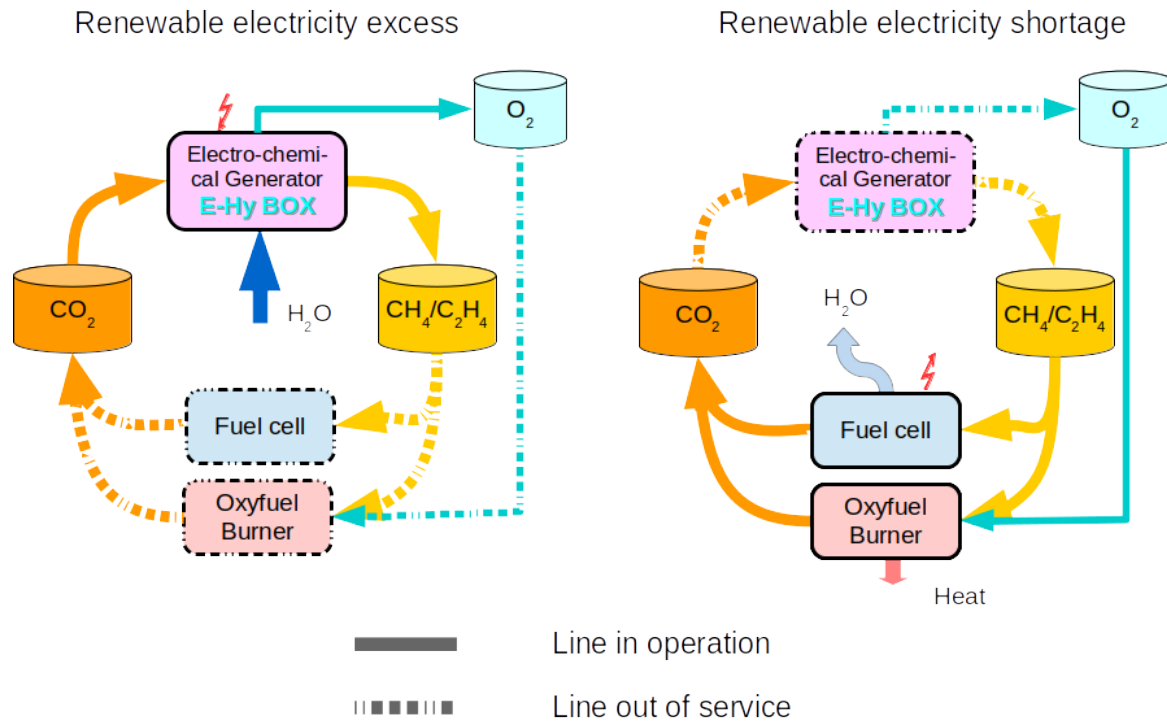 Renewable electricity excess
O₂
Electro-chemi-
cal Generator
E-Hy BOX
CO₂
H₂O
CH₄/C₂H₄
Fuel cell
Oxyfuel
Burner
Renewable electricity shortage
O₂
Electro-chemi-
cal Generator
E-Hy BOX
CO₂
H₂O
CH₄/C₂H₄
Fuel cell
Oxyfuel
Burner
Heat
Line in operation
Line out of service